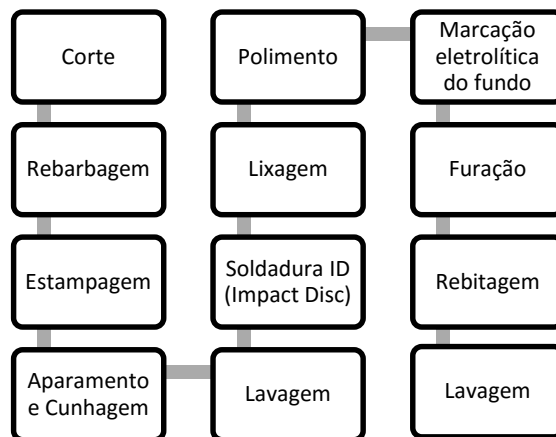 Corte
Rebarbagem
Estampagem
Aparamento
e Cunhagem
Lavagem
Soldadura ID
(Impact Disc)
Lixagem
Polimento
Marcação
eletrolítica
do fundo
Furação
Rebitagem
Lavagem